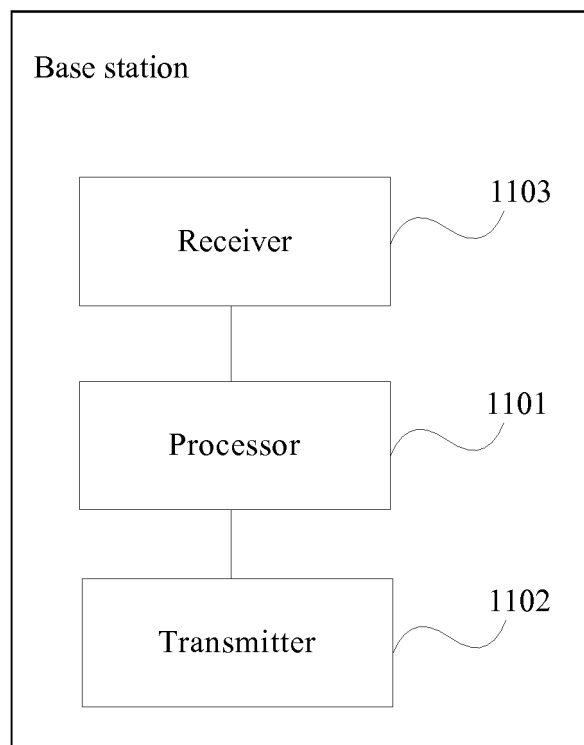 Base station
1103
Receiver
1101
Processor
1102
Transmitter